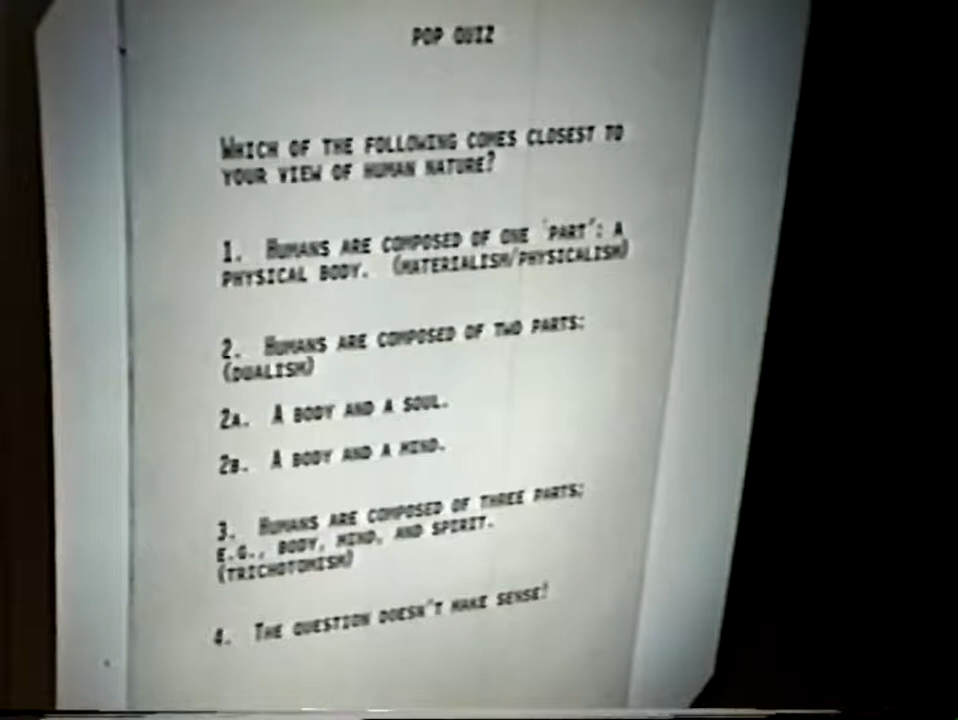 POP QUIZ
WHICH OF THE FOLLOWING COMES CLOSEST TO
YOUR VIEW OF HUMAN NATURE?
1. HUMANS ARE COMPOSED OF ONE 'PART': A
PHYSICAL BODY. (MATERIALISM/PHYSICALISM)
2. HUMANS ARE COMPOSED OF TWO PARTS:
(DUALISM)
2A. A BODY AND A SOUL.
2B. A BODY AND A MIND.
3. HUMANS ARE COMPOSED OF THREE PARTS:
E.G., BODY, MIND, AND SPIRIT.
(TRICHOTOMISM)
4. THE QUESTION DOESN'T MAKE SENSE!